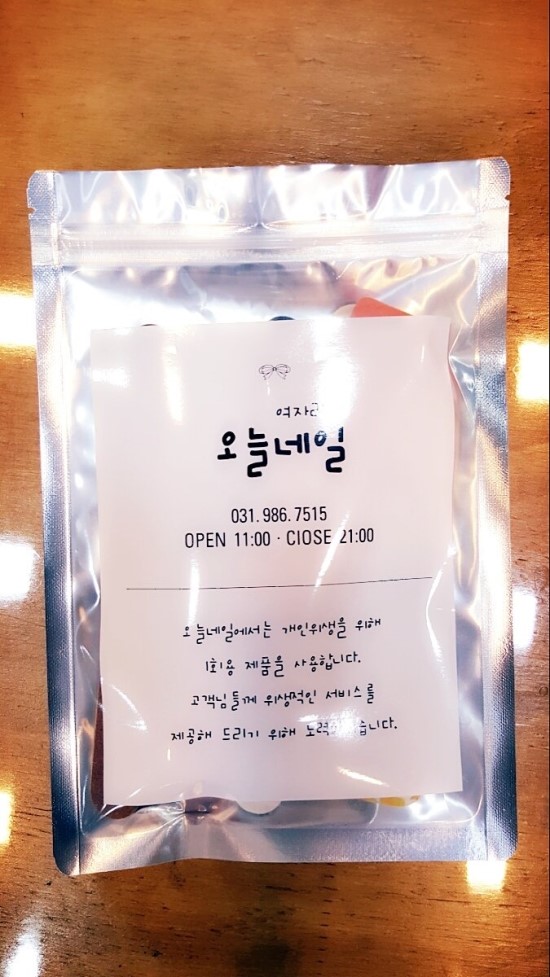 오늘네일
031.986.7515
OPEN 11:00 · CIOSE 21:00
오늘네일에서는 개인위생을 위해
1회용 제품을 사용합니다.
고객님들께 위생적인 서비스를
제공해 드리기 위해